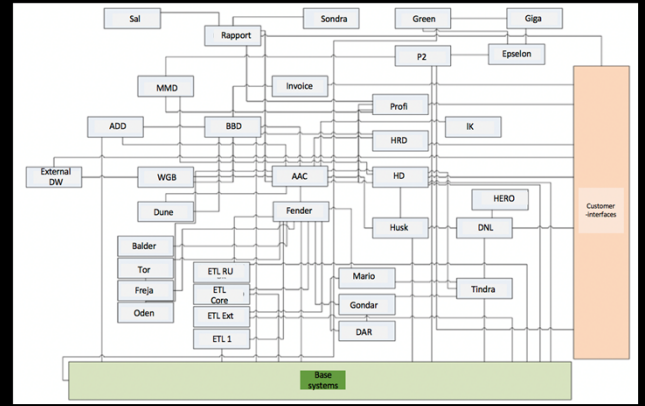 Sal
Sondra
Green
Giga
Rapport
P2
Epselon
MMD
Invoice
Profi
ADD
BBD
IK
HRD
External
DW
WGB
AAC
HD
HERO
Customer
-interfaces
Dune
Fender
Husk
DNL
Balder
Tor
ETL RU
Mario
Freja
ETL
Core
Tindra
Gondar
Oden
ETL Ext
DAR
ETL 1
Base
systems